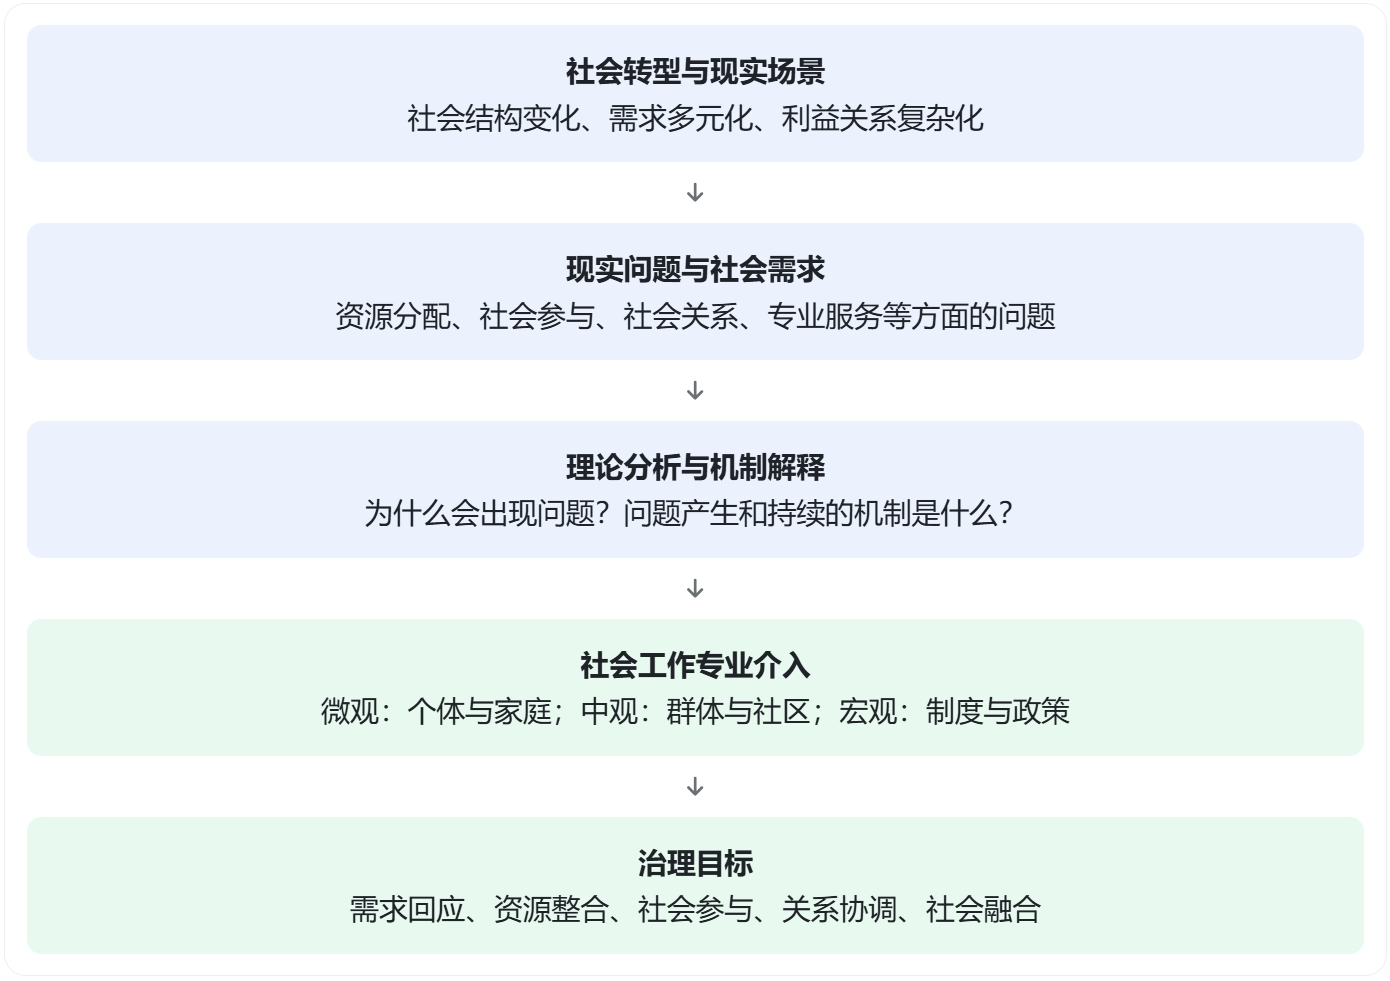 社会转型与现实场景
社会结构变化、需求多元化、利益关系复杂化
↓
现实问题与社会需求
资源分配、社会参与、社会关系、专业服务等方面的问题
↓
理论分析与机制解释
为什么会出现问题？问题产生和持续的机制是什么？
↓
社会工作专业介入
微观：个体与家庭；中观：群体与社区；宏观：制度与政策
↓
治理目标
需求回应、资源整合、社会参与、关系协调、社会融合